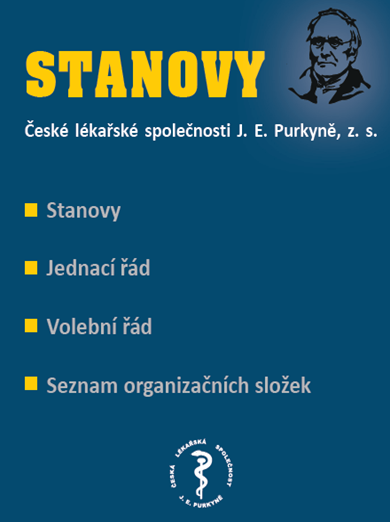 STANOVY
České lékařské společnosti J. E. Purkyně, z. s.
Stanovy
Jednací řád
Volební řád
Seznam organizačních složek
ČESKÁ LÉKAŘSKÁ SPOLEČNOST
J. E. PURKYNĚ